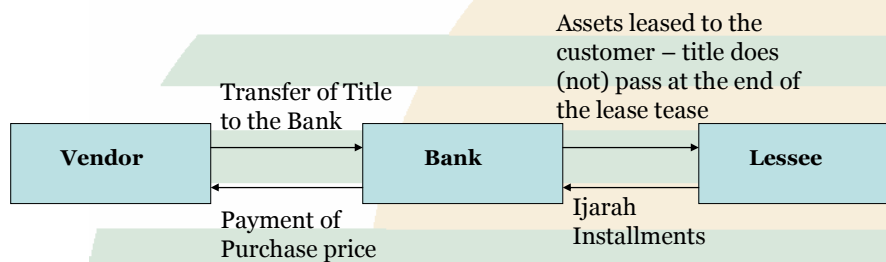 Assets leased to the
customer – title does
(not) pass at the end of
the lease tease
Transfer of Title
to the Bank
Vendor
Bank
Lessee
Payment of
Purchase price
Ijarah
Installments